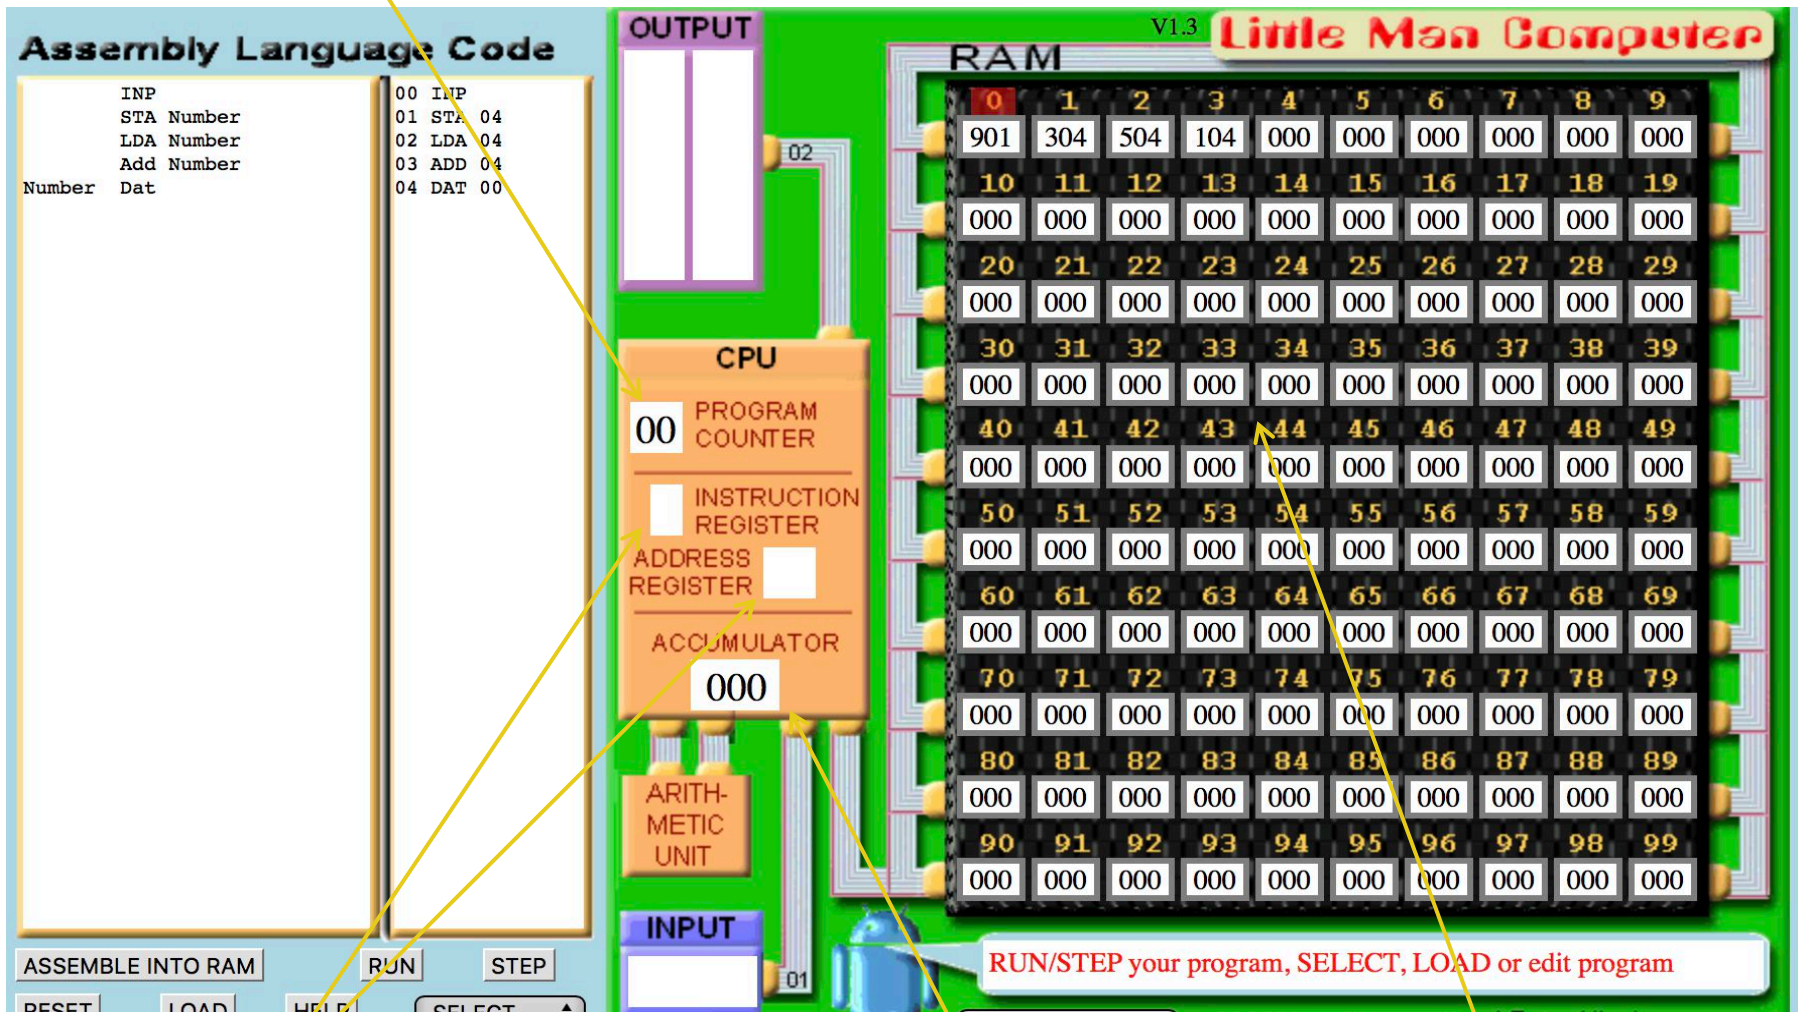 Assembly Language Code
INP
STA Number
LDA Number
Add Number
Number Dat
00 INP
01 STA 04
02 LDA 04
03 ADD 04
04 DAT 00
OUTPUT
02
CPU
00 PROGRAM
COUNTER
INSTRUCTION
REGISTER
ADDRESS
REGISTER
ACCUMULATOR
000
ARITH-
METIC
UNIT
INPUT
01
V1.3 Little Man Computer
RAM
0 1 2 3 4 5 6 7 8 9
901 304 504 104 000 000 000 000 000 000
10 11 12 13 14 15 16 17 18 19
000 000 000 000 000 000 000 000 000 000
20 21 22 23 24 25 26 27 28 29
000 000 000 000 000 000 000 000 000 000
30 31 32 33 34 35 36 37 38 39
000 000 000 000 000 000 000 000 000 000
40 41 42 43 44 45 46 47 48 49
000 000 000 000 000 000 000 000 000 000
50 51 52 53 54 55 56 57 58 59
000 000 000 000 000 000 000 000 000 000
60 61 62 63 64 65 66 67 68 69
000 000 000 000 000 000 000 000 000 000
70 71 72 73 74 75 76 77 78 79
000 000 000 000 000 000 000 000 000 000
80 81 82 83 84 85 86 87 88 89
000 000 000 000 000 000 000 000 000 000
90 91 92 93 94 95 96 97 98 99
000 000 000 000 000 000 000 000 000 000
RUN/STEP your program, SELECT, LOAD or edit program
ASSEMBLE INTO RAM RUN STEP
RESET LOAD HELP SELECT